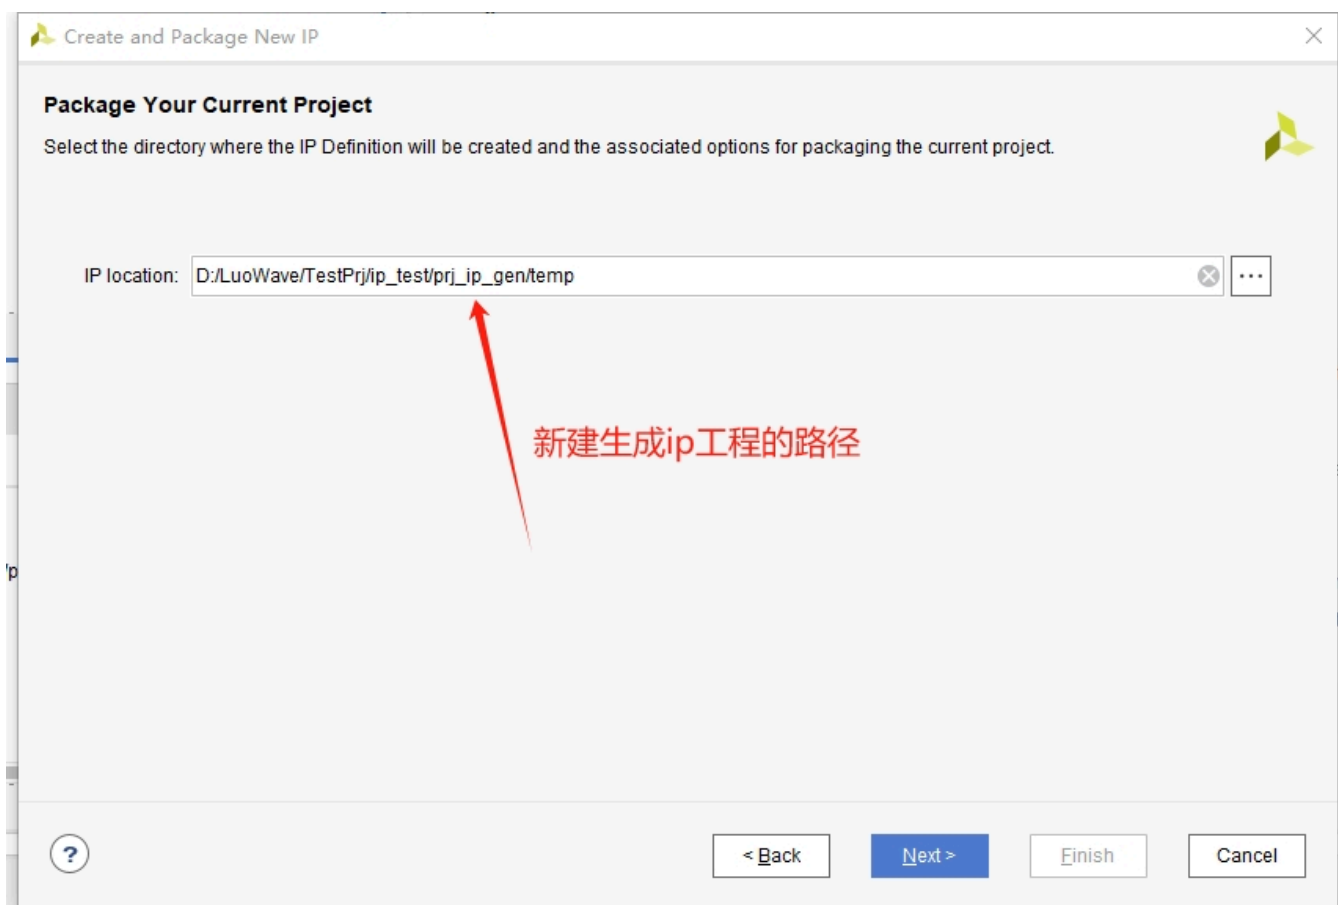 Create and Package New IP
Package Your Current Project
Select the directory where the IP Definition will be created and the associated options for packaging the current project.
IP location: D:/LuoWave/TestPrj/ip_test/prj_ip_gen/temp ...
新建生成ip工程的路径
/p
?
< Back Next > Finish Cancel